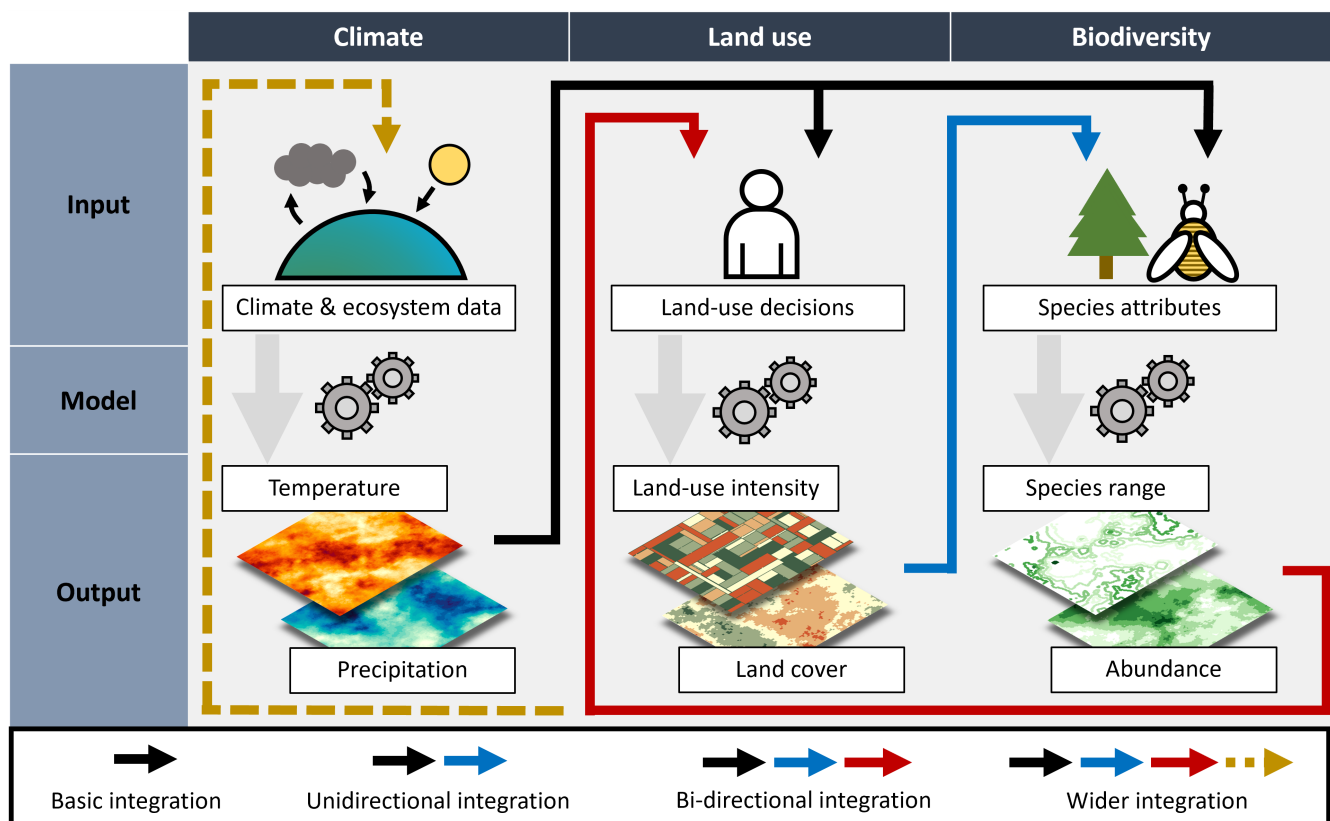 Climate
Land use
Biodiversity
Input
Climate & ecosystem data
Land-use decisions
Species attributes
Model
Output
Temperature
Land-use intensity
Species range
Precipitation
Land cover
Abundance
Basic integration
Unidirectional integration
Bi-directional integration
Wider integration